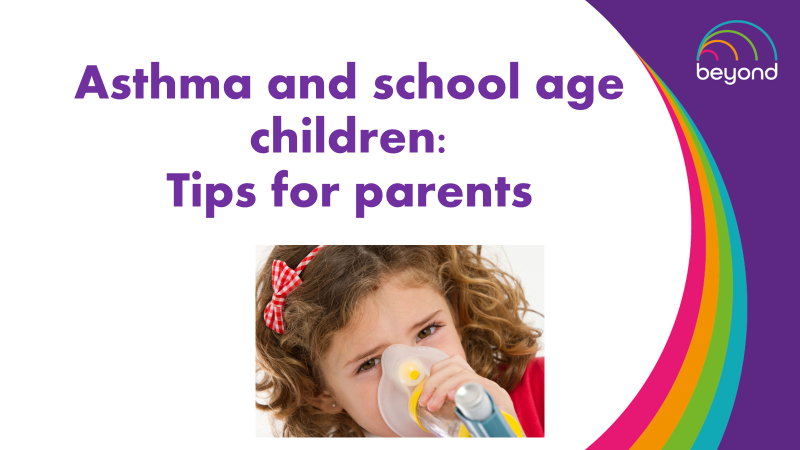 beyond
Asthma and school age
children:
Tips for parents